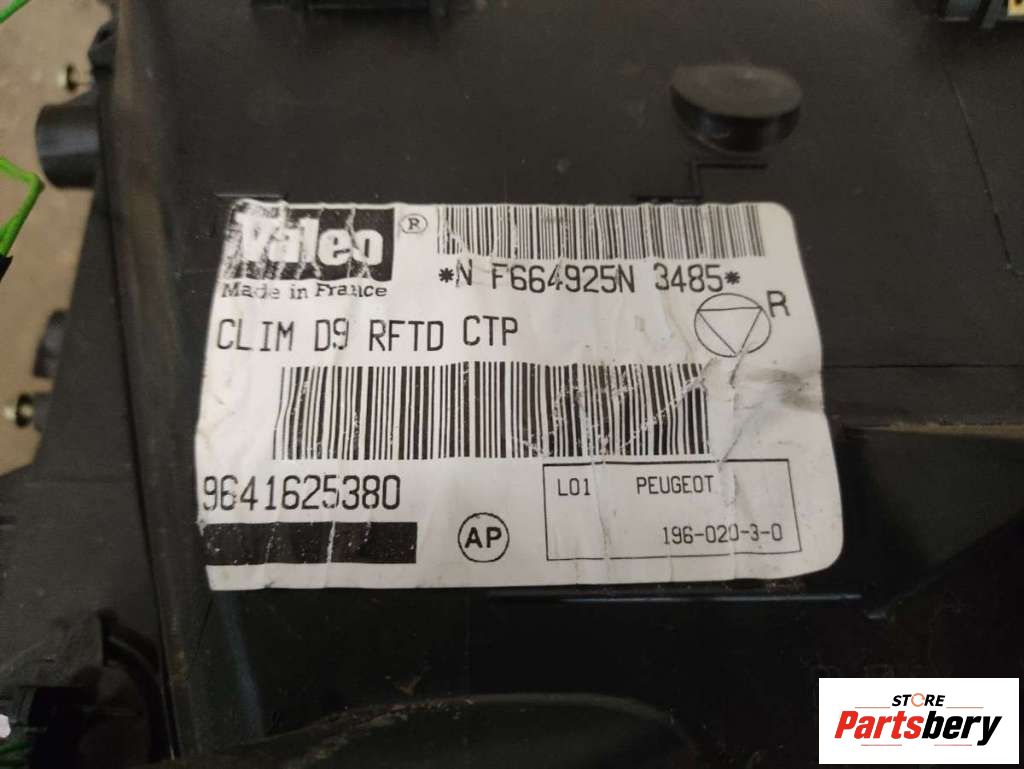 Valeo ®
Made in France
*N F664925N 3485*
R
CLIM D9 RFTD CTP
9641625380
AP
L01 PEUGEOT
196-020-3-0
STORE
Partsbery